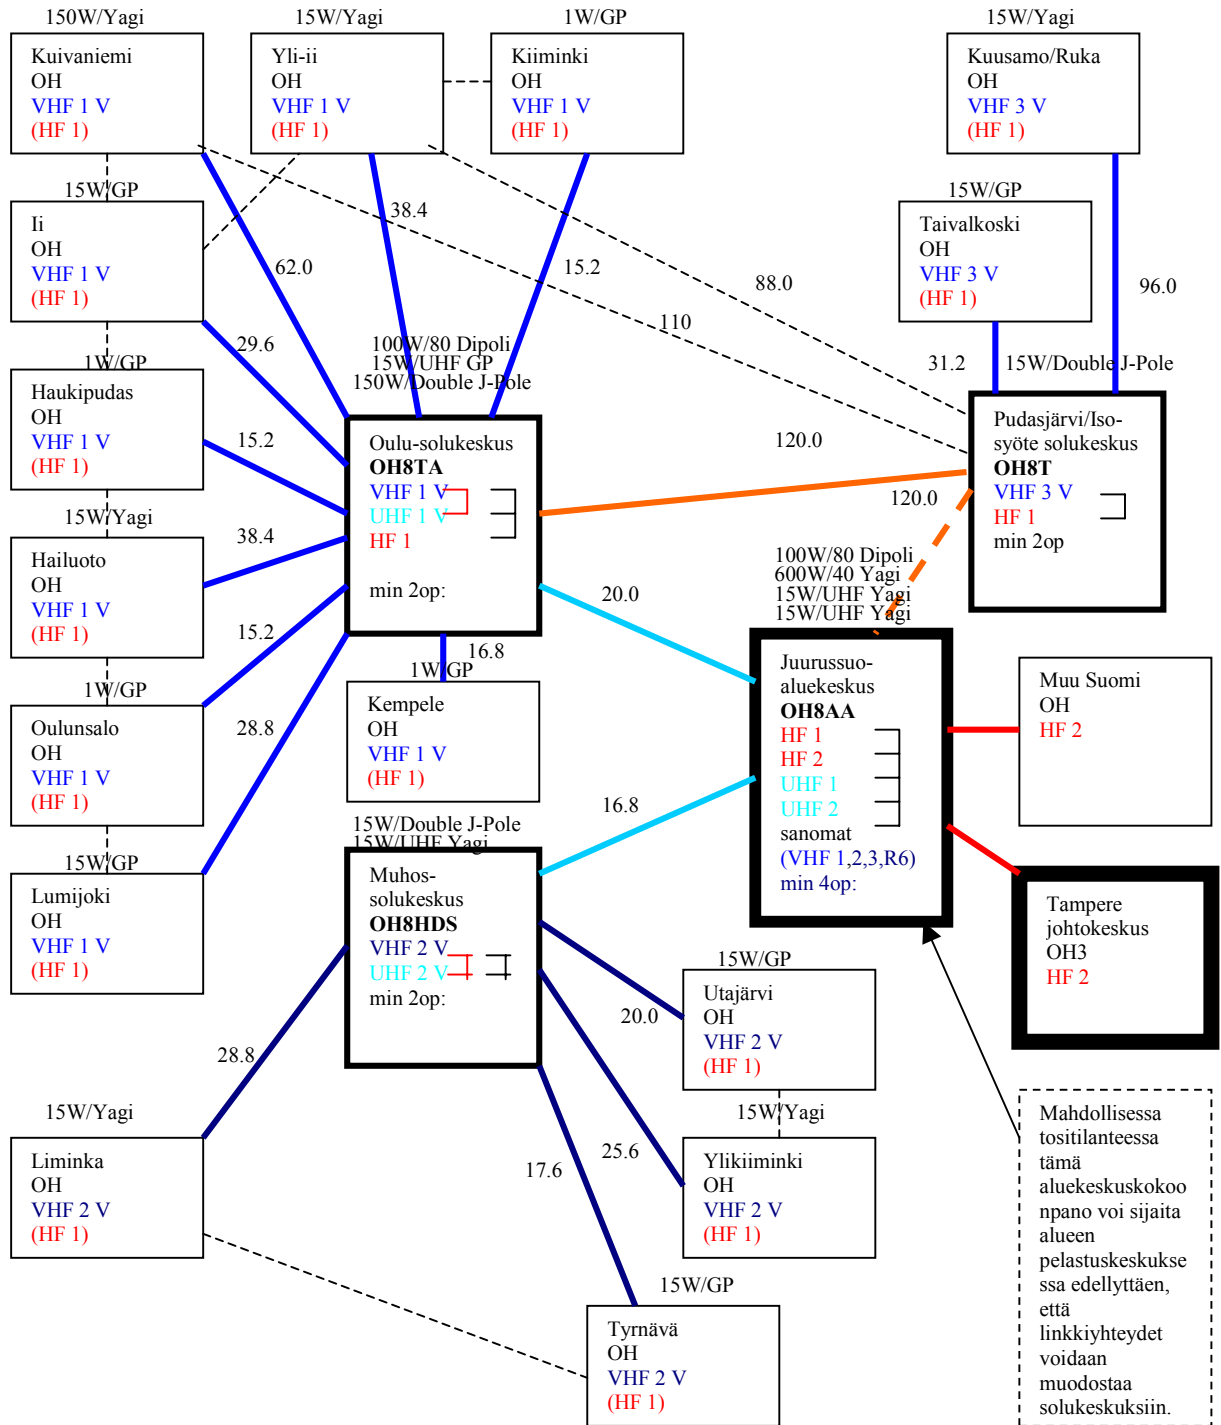 150W/Yagi
15W/Yagi
1W/GP
15W/Yagi
Kuivaniemi
OH
VHF 1 V
(HF 1)
Yli-ii
OH
VHF 1 V
(HF 1)
Kiiminki
OH
VHF 1 V
(HF 1)
Kuusamo/Ruka
OH
VHF 3 V
(HF 1)
15W/GP
Ii
OH
VHF 1 V
(HF 1)
15W/GP
Taivalkoski
OH
VHF 3 V
(HF 1)
38.4
62.0
15.2
88.0
96.0
110
29.6
31.2
15W/Double J-Pole
1W/GP
Haukipudas
OH
VHF 1 V
(HF 1)
15.2
100W/80 Dipoli
15W/UHF GP
150W/Double J-Pole
Oulu-solukeskus
OH8TA
VHF 1 V
UHF 1 V
HF 1
min 2op:
120.0
120.0
Pudasjärvi/Iso-
syöte solukeskus
OH8T
VHF 3 V
HF 1
min 2op
15W/Yagi
Hailuoto
OH
VHF 1 V
(HF 1)
38.4
15.2
20.0
16.8
100W/80 Dipoli
600W/40 Yagi
15W/UHF Yagi
15W/UHF Yagi
Juurussuo-
aluekeskus
OH8AA
HF 1
HF 2
UHF 1
UHF 2
sanomat
(VHF 1,2,3,R6)
min 4op:
Muu Suomi
OH
HF 2
1W/GP
Oulunsalo
OH
VHF 1 V
(HF 1)
28.8
1W/GP
Kempele
OH
VHF 1 V
(HF 1)
16.8
15W/GP
Lumijoki
OH
VHF 1 V
(HF 1)
15W/Double J-Pole
15W/UHF Yagi
Muhos-
solukeskus
OH8HDS
VHF 2 V
UHF 2 V
min 2op:
Tampere
johtokeskus
OH3
HF 2
15W/GP
Utajärvi
OH
VHF 2 V
(HF 1)
20.0
28.8
15W/Yagi
Liminka
OH
VHF 2 V
(HF 1)
17.6
25.6
15W/Yagi
Ylikiiminki
OH
VHF 2 V
(HF 1)
15W/GP
Tyrnävä
OH
VHF 2 V
(HF 1)
Mahdollisessa
tositilanteessa
tämä
aluekeskuskokoo
npano voi sijaita
alueen
pelastuskeskukse
ssa edellyttäen,
että
linkkiyhteydet
voidaan
muodostaa
solukeskuksiin.